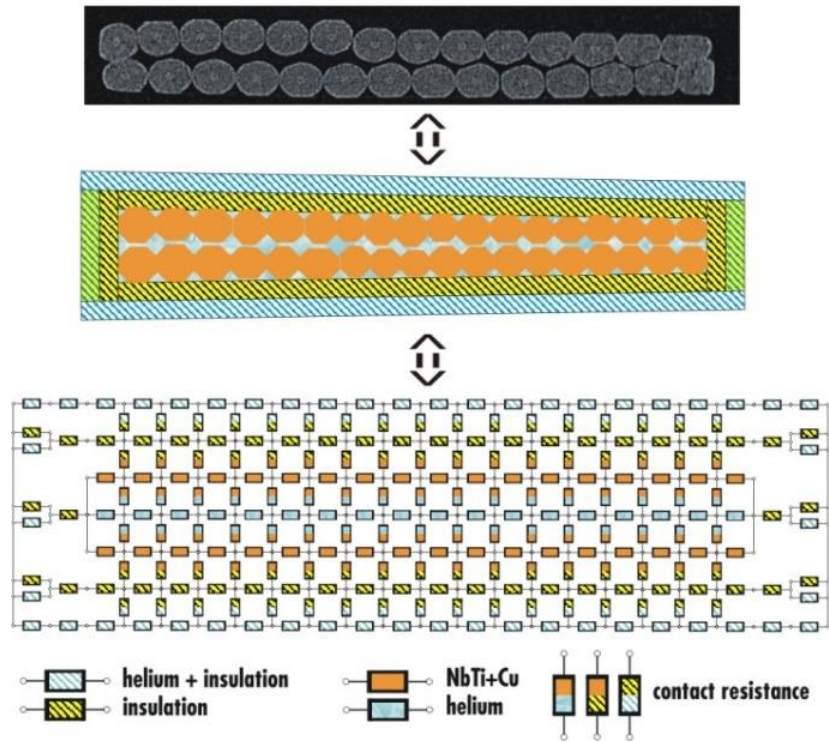 helium + insulation
insulation
NbTi+Cu
helium
contact resistance